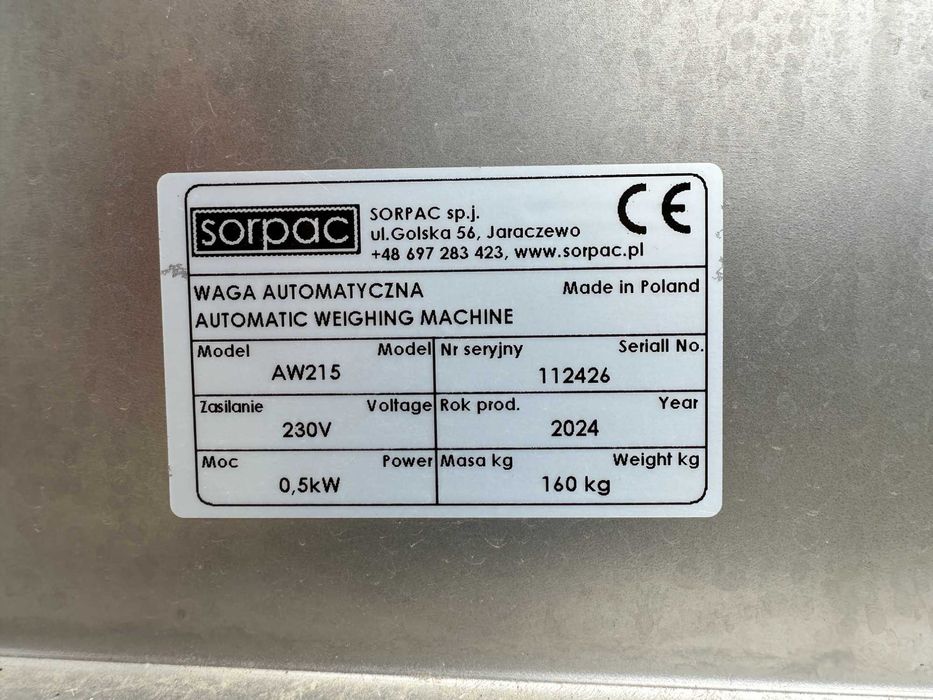 sorpac
SORPAC sp.j.
ul.Golska 56, Jaraczewo
+48 697 283 423, www.sorpac.pl
CE
WAGA AUTOMATYCZNA Made in Poland
AUTOMATIC WEIGHING MACHINE
Model Model Nr seryjny Seriall No.
AW215 112426
Zasilanie Voltage Rok prod. Year
230V 2024
Moc Power Masa kg Weight kg
0,5kW 160 kg